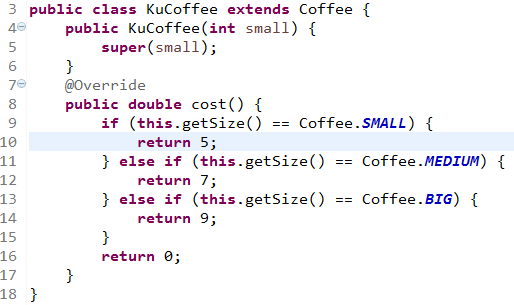 3 public class KuCoffee extends Coffee {
4 public KuCoffee(int small) {
5 super(small);
6 }
7 @Override
8 public double cost() {
9 if (this.getSize() == Coffee.SMALL) {
10 return 5;
11 } else if (this.getSize() == Coffee.MEDIUM) {
12 return 7;
13 } else if (this.getSize() == Coffee.BIG) {
14 return 9;
15 }
16 return 0;
17 }
18 }